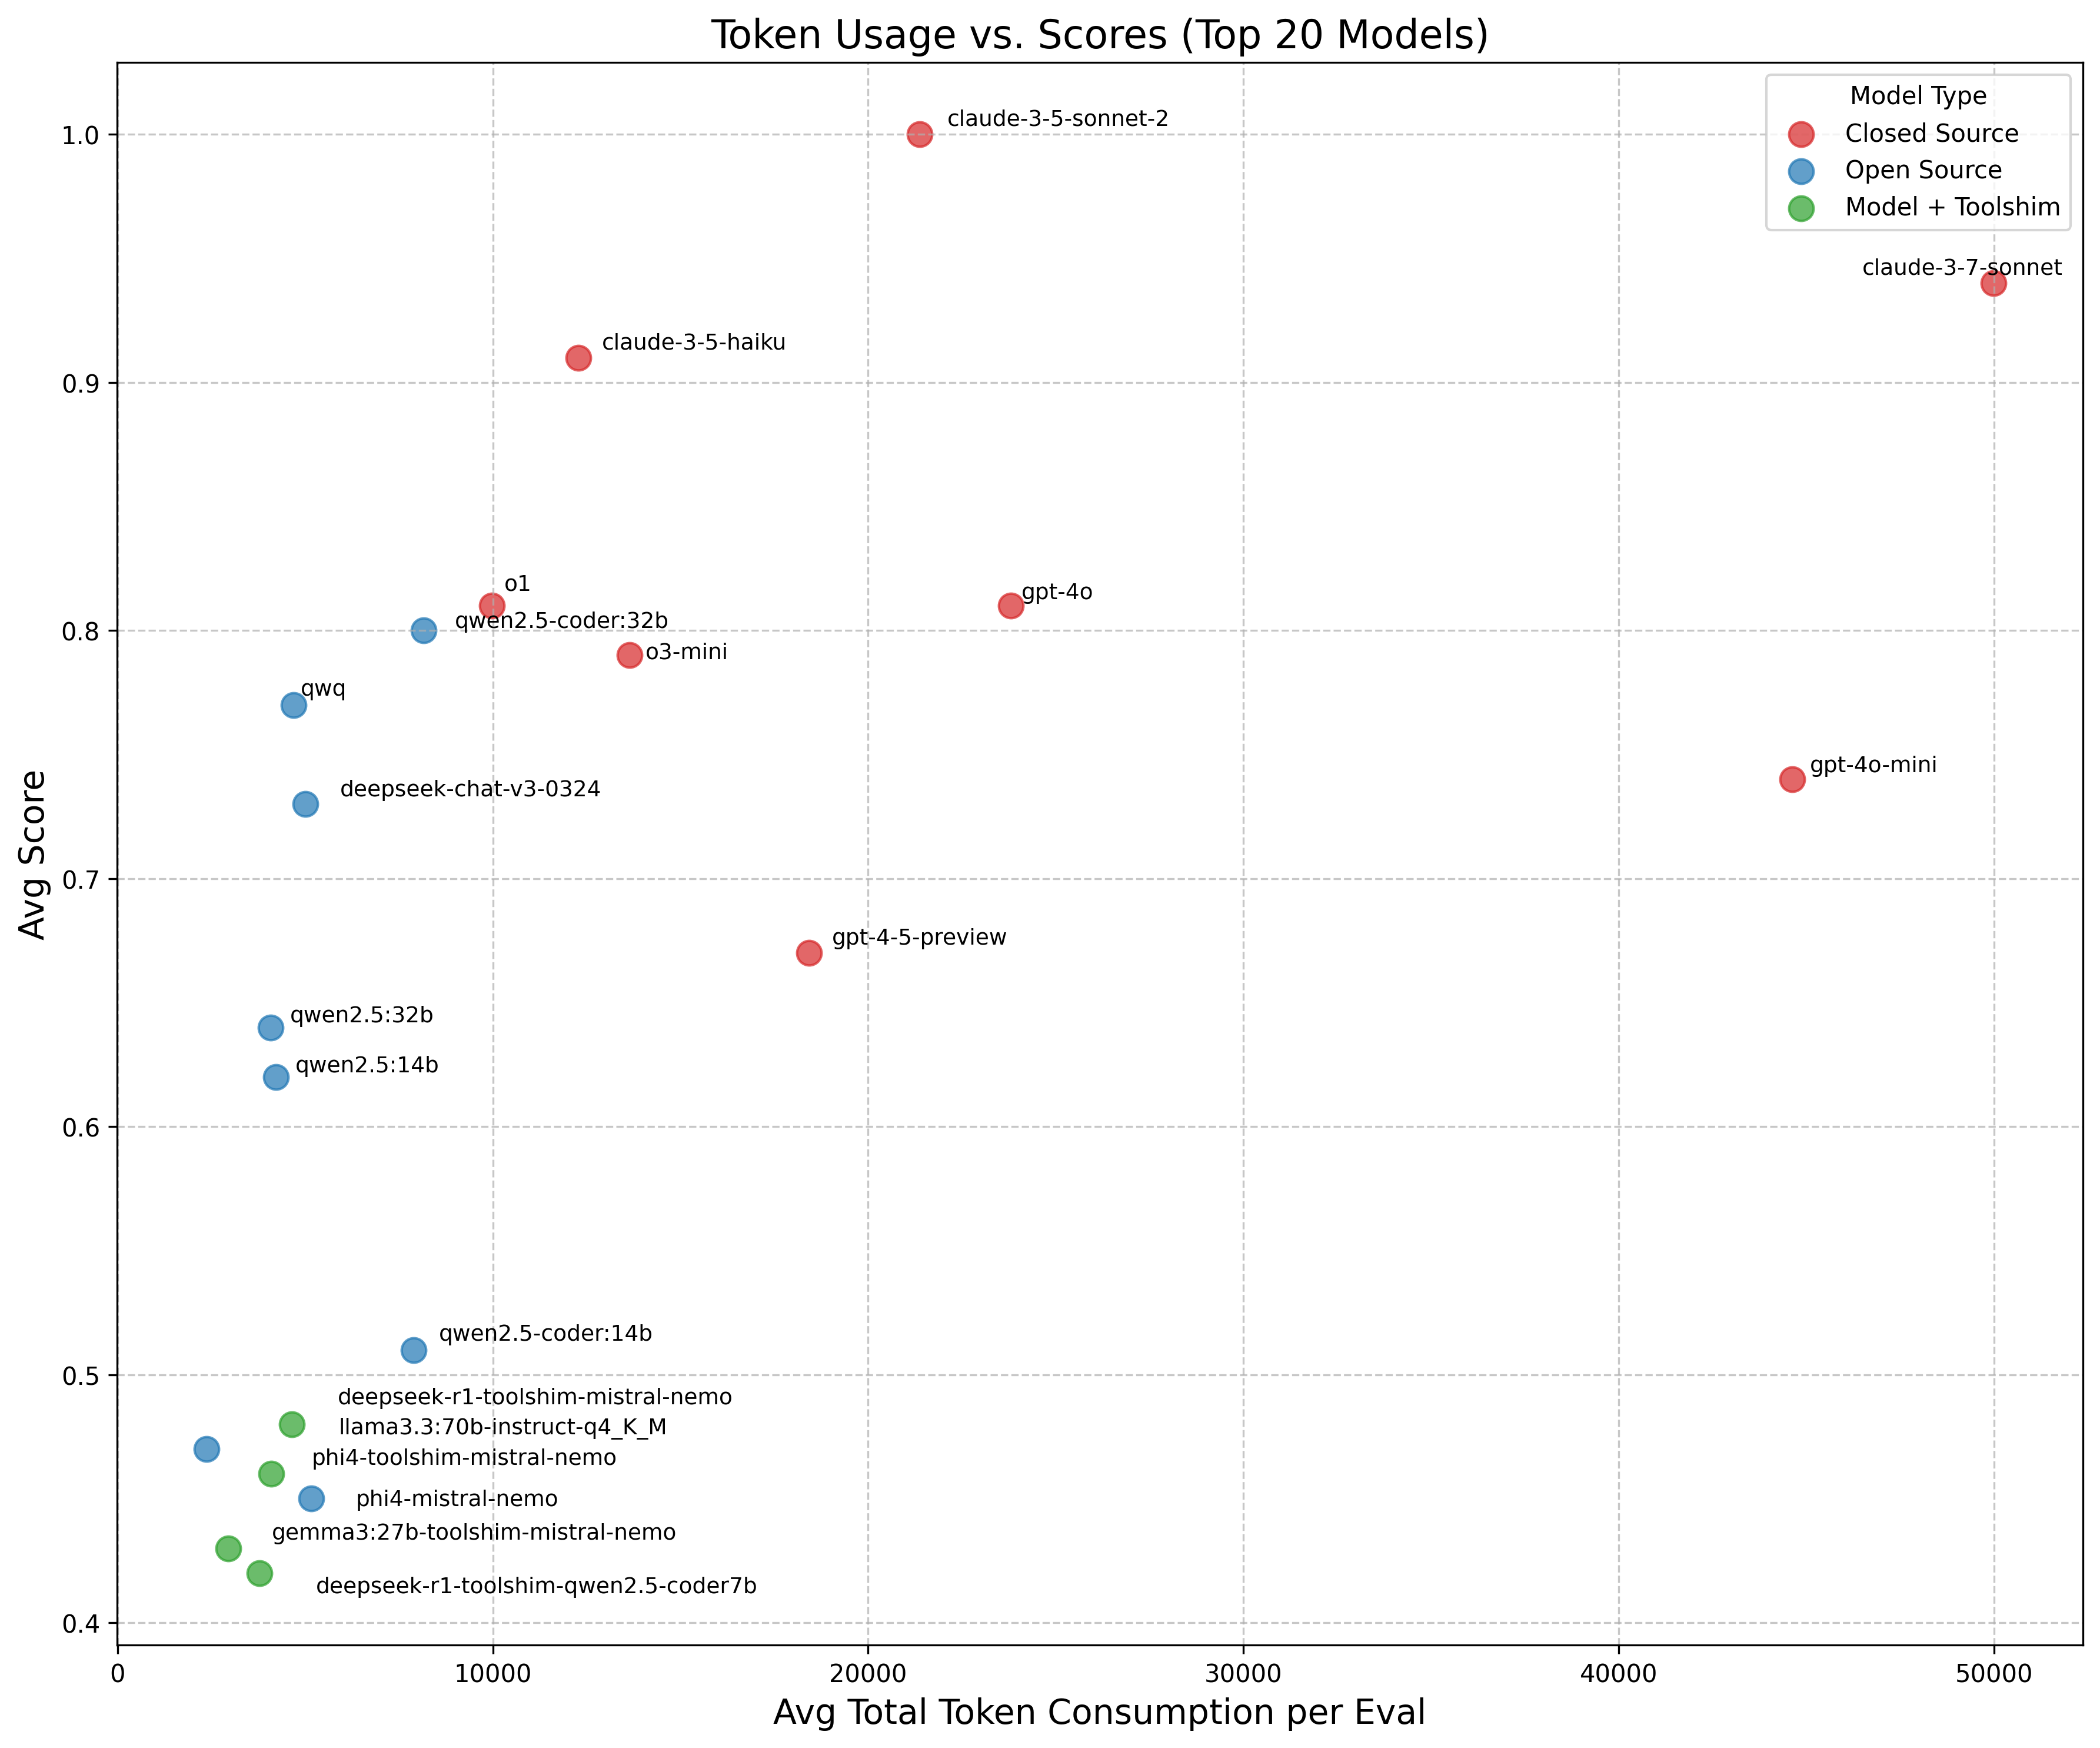 Token Usage vs. Scores (Top 20 Models)
Model Type
Closed Source
Open Source
Model + Toolshim
claude-3-5-sonnet-2
claude-3-7-sonnet
claude-3-5-haiku
o1
gpt-4o
qwen2.5-coder:32b
o3-mini
qwq
deepseek-chat-v3-0324
gpt-4o-mini
gpt-4-5-preview
qwen2.5:32b
qwen2.5:14b
qwen2.5-coder:14b
deepseek-r1-toolshim-mistral-nemo
llama3.3:70b-instruct-q4_K_M
phi4-toolshim-mistral-nemo
phi4-mistral-nemo
gemma3:27b-toolshim-mistral-nemo
deepseek-r1-toolshim-qwen2.5-coder7b
Avg Score
1.0
0.9
0.8
0.7
0.6
0.5
0.4
0 10000 20000 30000 40000 50000
Avg Total Token Consumption per Eval